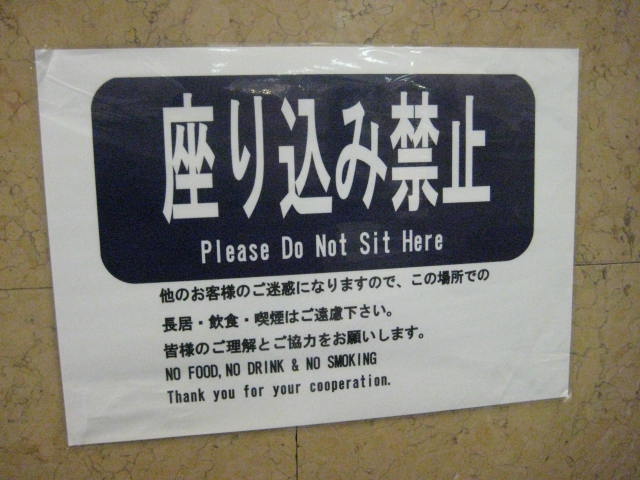 座り込み禁止
Please Do Not Sit Here
他のお客様のご迷惑になりますので、この場所での
長居・飲食・喫煙はご遠慮下さい。
皆様のご理解とご協力をお願いします。
NO FOOD, NO DRINK & NO SMOKING
Thank you for your cooperation.